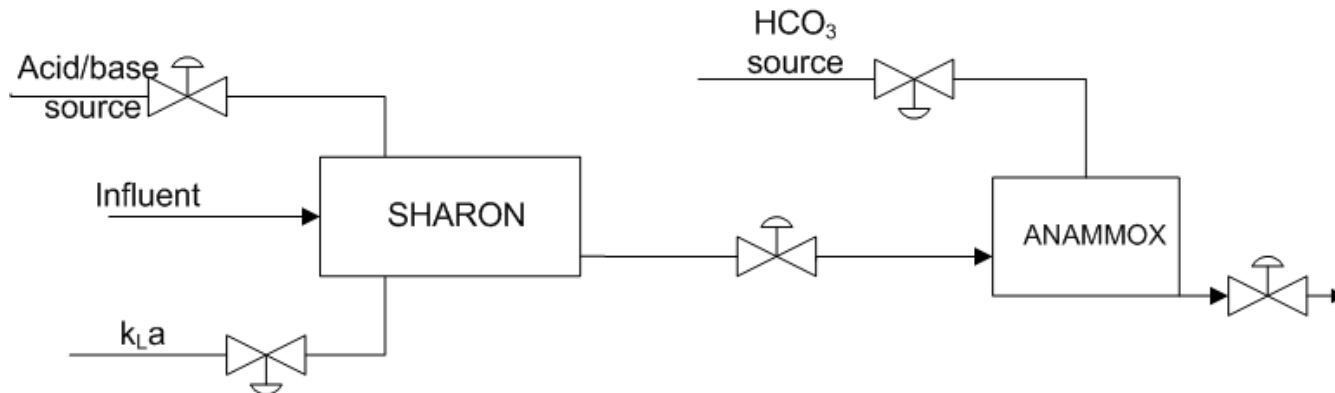 Acid/base
source
HCO₃
source
Influent
SHARON
ANAMMOX
kLa